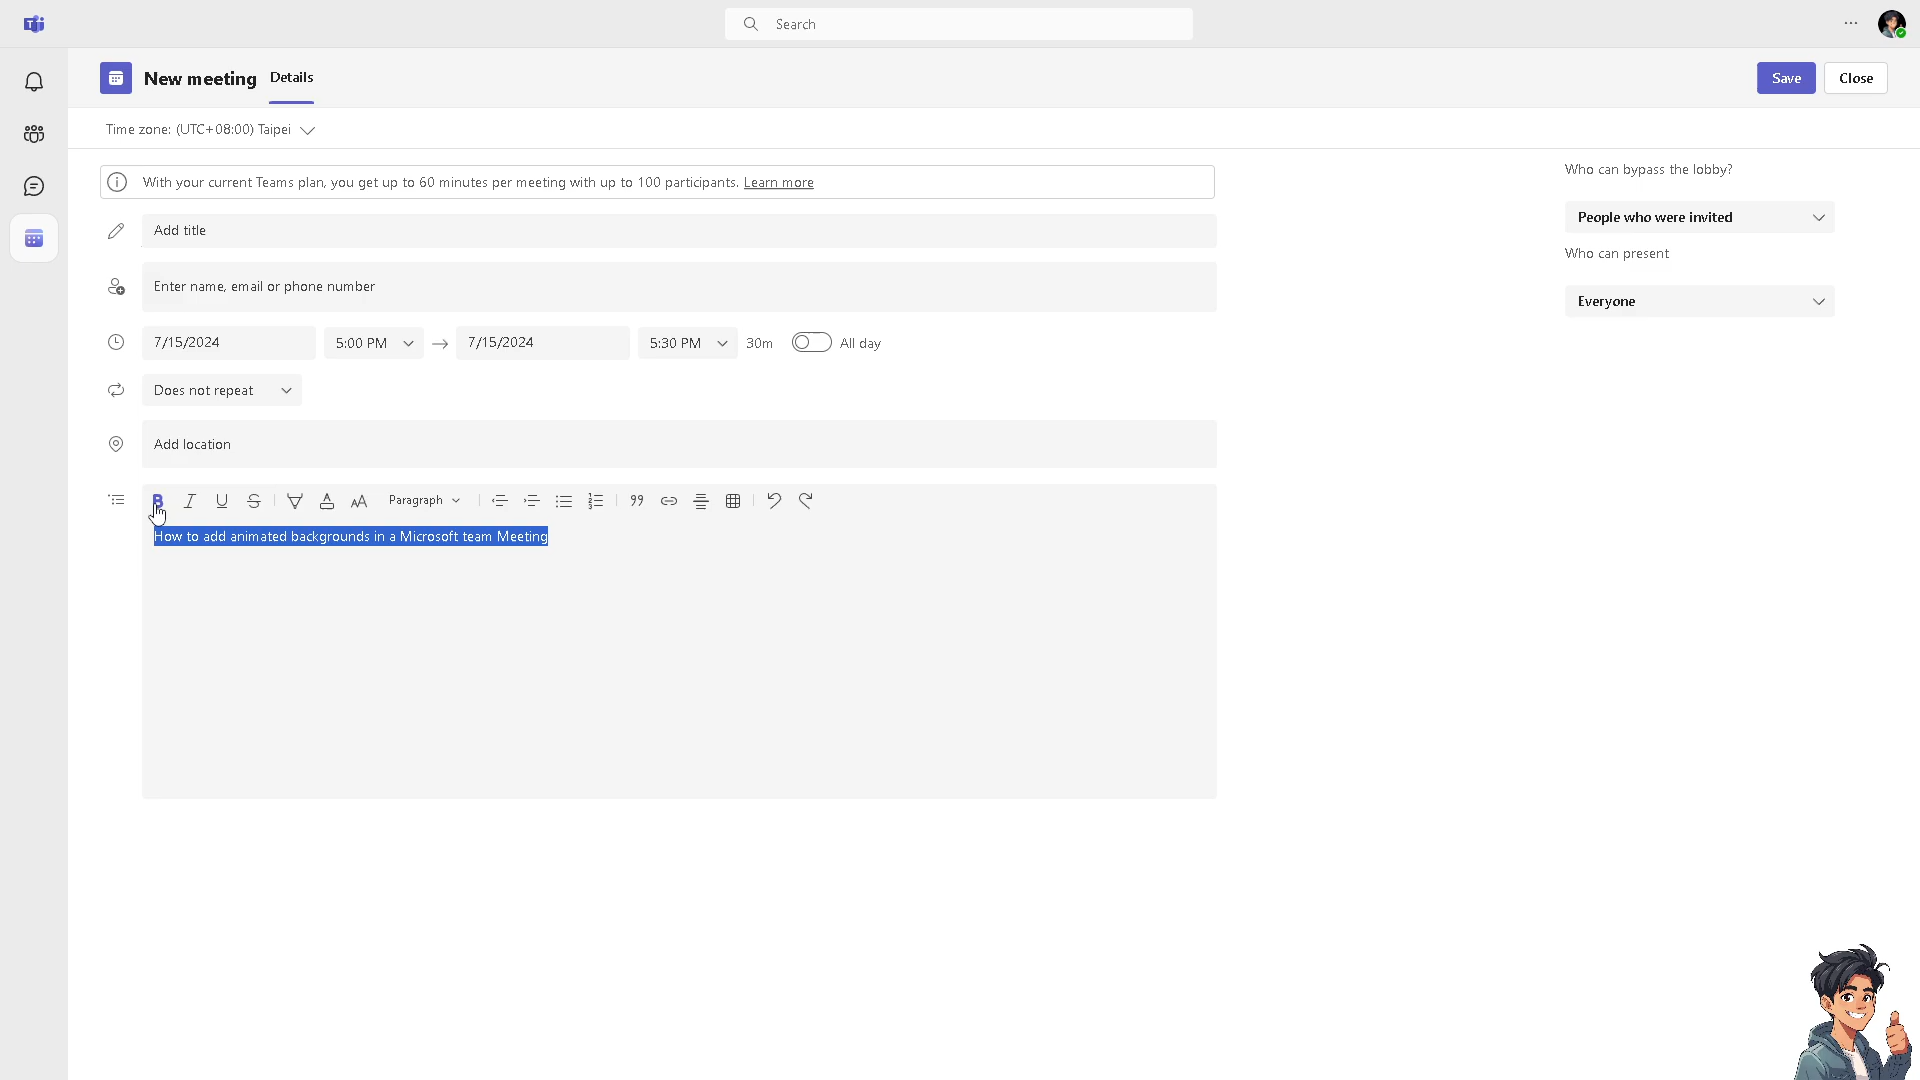 Search
New meeting Details
Save Close
Time zone: (UTC+08:00) Taipei
With your current Teams plan, you get up to 60 minutes per meeting with up to 100 participants. Learn more
Who can bypass the lobby?
People who were invited
Who can present
Everyone
Add title
Enter name, email or phone number
7/15/2024 5:00 PM → 7/15/2024 5:30 PM 30m All day
Does not repeat
Add location
Paragraph
How to add animated backgrounds in a Microsoft team Meeting